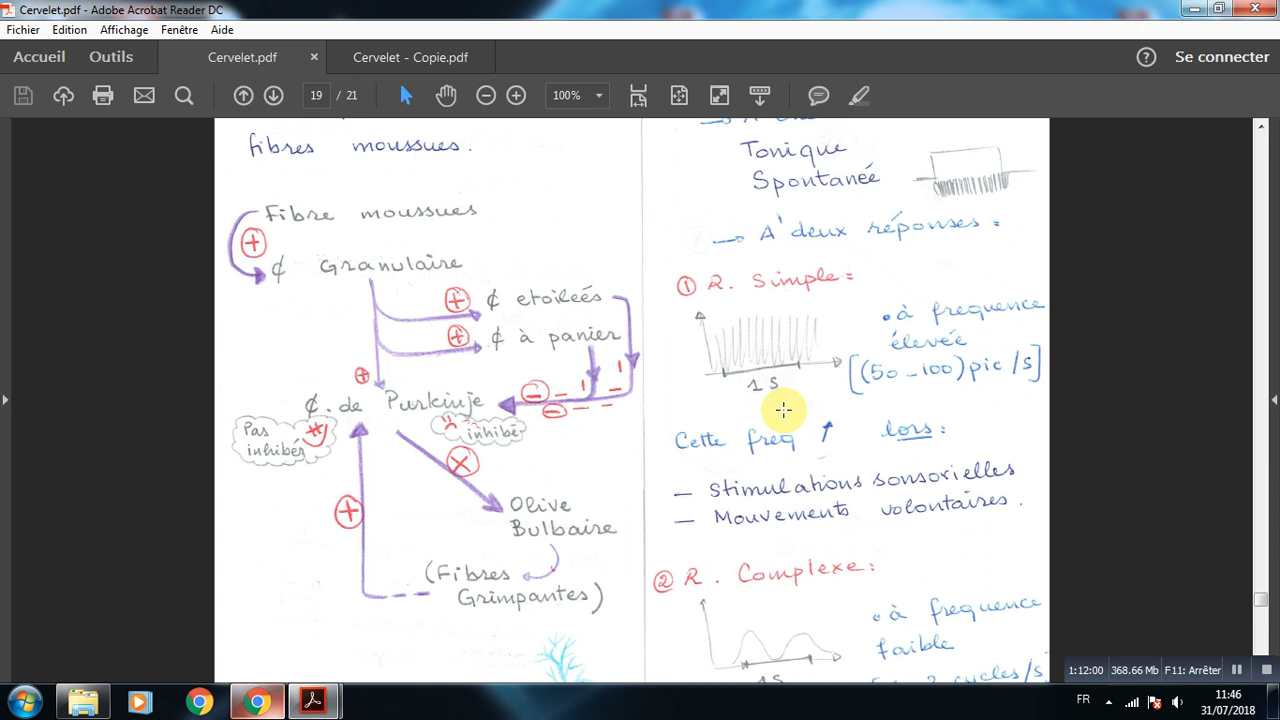 Cervelet.pdf - Adobe Acrobat Reader DC
Fichier Edition Affichage Fenêtre Aide
Accueil Outils Cervelet.pdf × Cervelet - Copie.pdf ? Se connecter
19 / 21 100%
fibres moussues.
Fibre moussues
+
¢ Granulaire
+ ¢ etoileés
+ ¢ à panier
+
¢. de Purkinje
Pas
inhibés
inhibé
+
Olive
Bulbaire
(Fibres
Grimpantes)
Tonique
Spontanée
→ A' deux réponses :
① R. Simple :
• à frequence
élevée
[(50 - 100) pic /s]
1 s
Cette freq ↑ lors :
- Stimulations sonsorielles
- Mouvements volontaires.
② R. Complexe :
• à frequence
faible
cycles/s
1:12:00 368.66 Mb F11: Arrêter
FR 11:46
31/07/2018